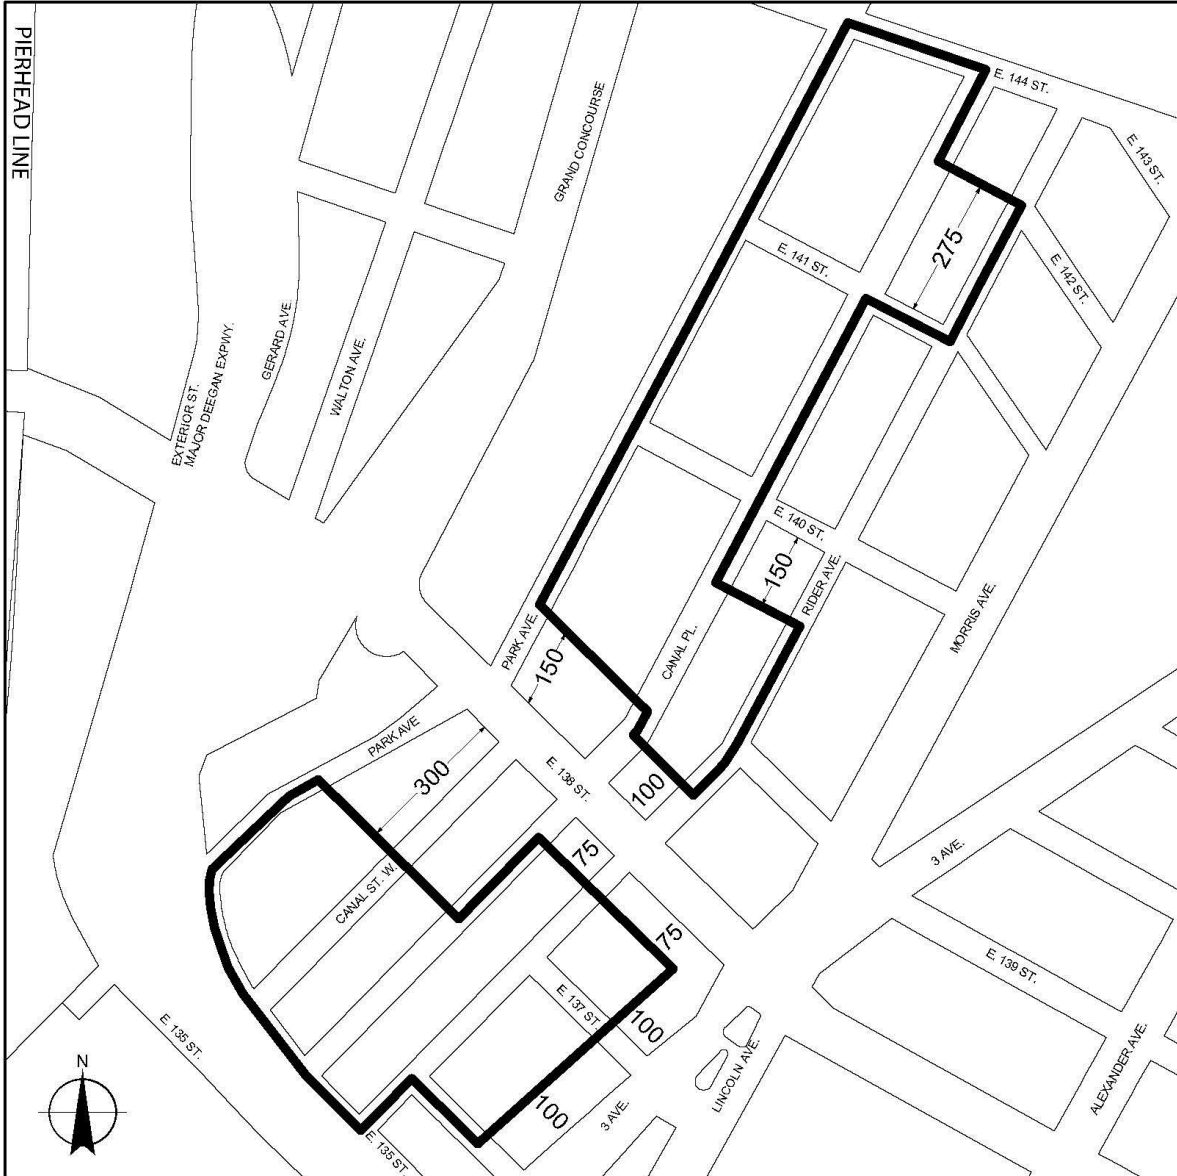 PIERHEAD LINE
E. 144 ST.
GRAND CONCOURSE
E. 143 ST.
275
E. 141 ST.
E. 142 ST.
GERARD AVE.
WALTON AVE.
EXTERIOR ST.
MAJOR DEEGAN EXPWY.
E. 140 ST.
150
RIDER AVE.
MORRIS AVE.
PARK AVE.
150
CANAL PL.
PARK AVE
300
E. 138 ST.
100
75
3 AVE.
CANAL ST. W.
75
E. 139 ST.
E. 137 ST.
100
E. 135 ST.
LINCOLN AVE.
ALEXANDER AVE.
N
100
3 AVE.
E. 135 ST.